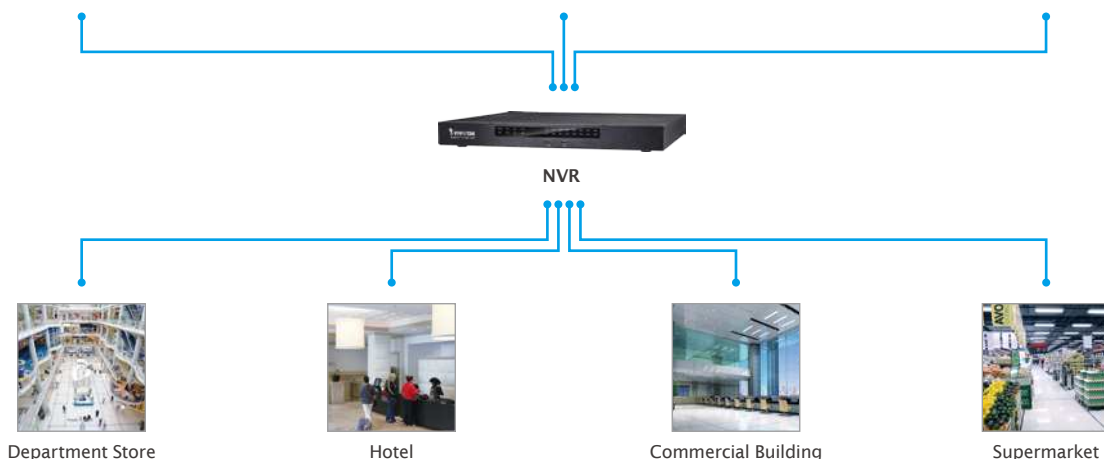 NVR
Department Store
Hotel
Commercial Building
Supermarket